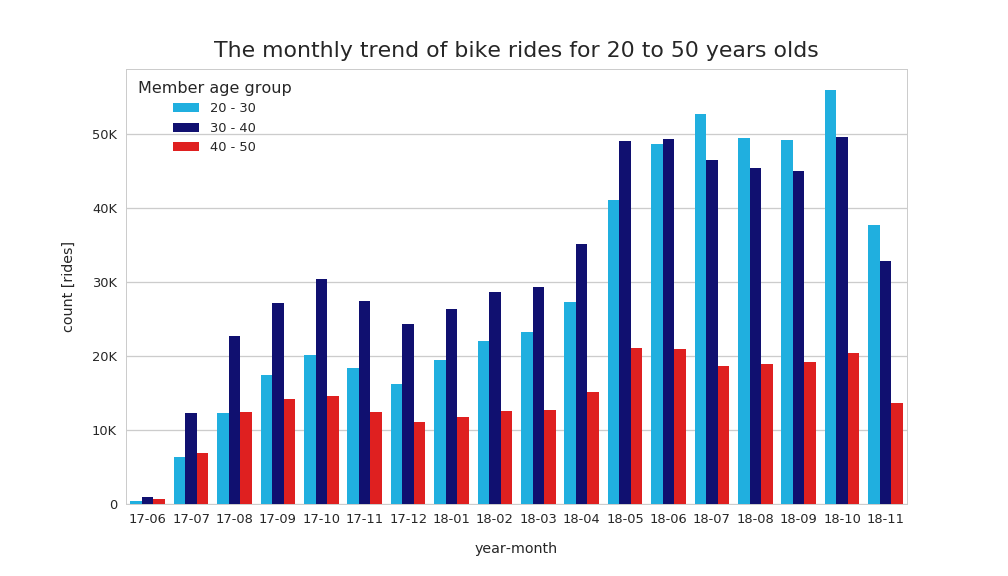 The monthly trend of bike rides for 20 to 50 years olds
Member age group
20 - 30
30 - 40
40 - 50
50K
40K
30K
20K
10K
0
count [rides]
17-06 17-07 17-08 17-09 17-10 17-11 17-12 18-01 18-02 18-03 18-04 18-05 18-06 18-07 18-08 18-09 18-10 18-11
year-month